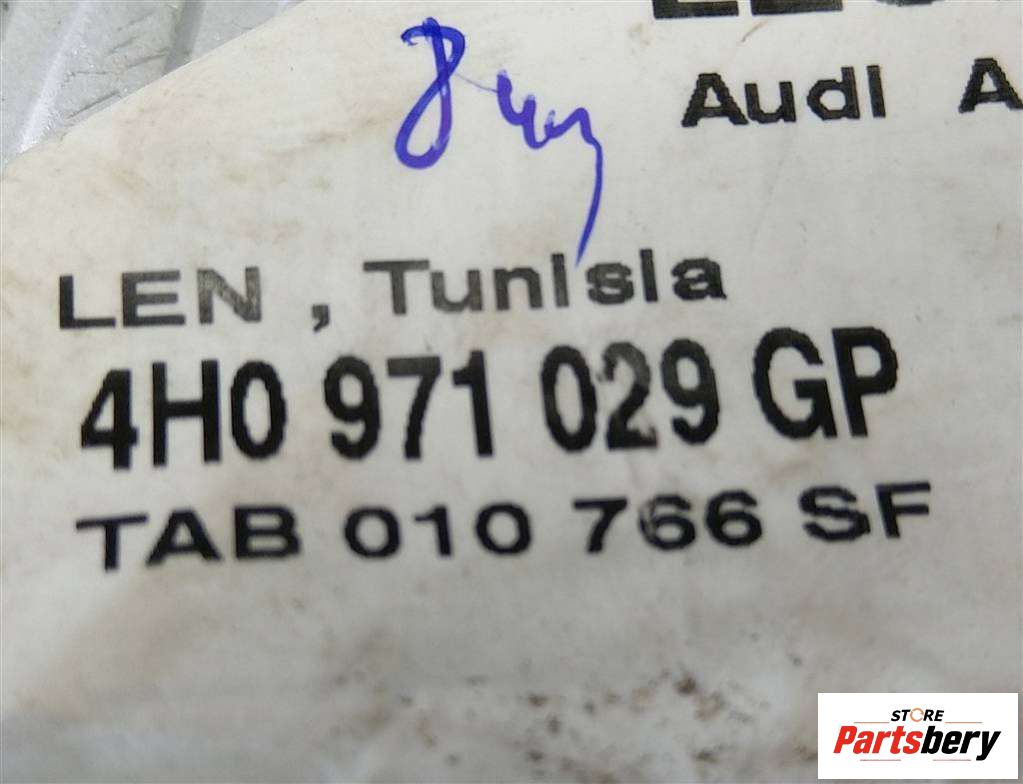 Audi A
LEN , Tunisia
4H0 971 029 GP
TAB 010 766 SF
STORE
Partsbery